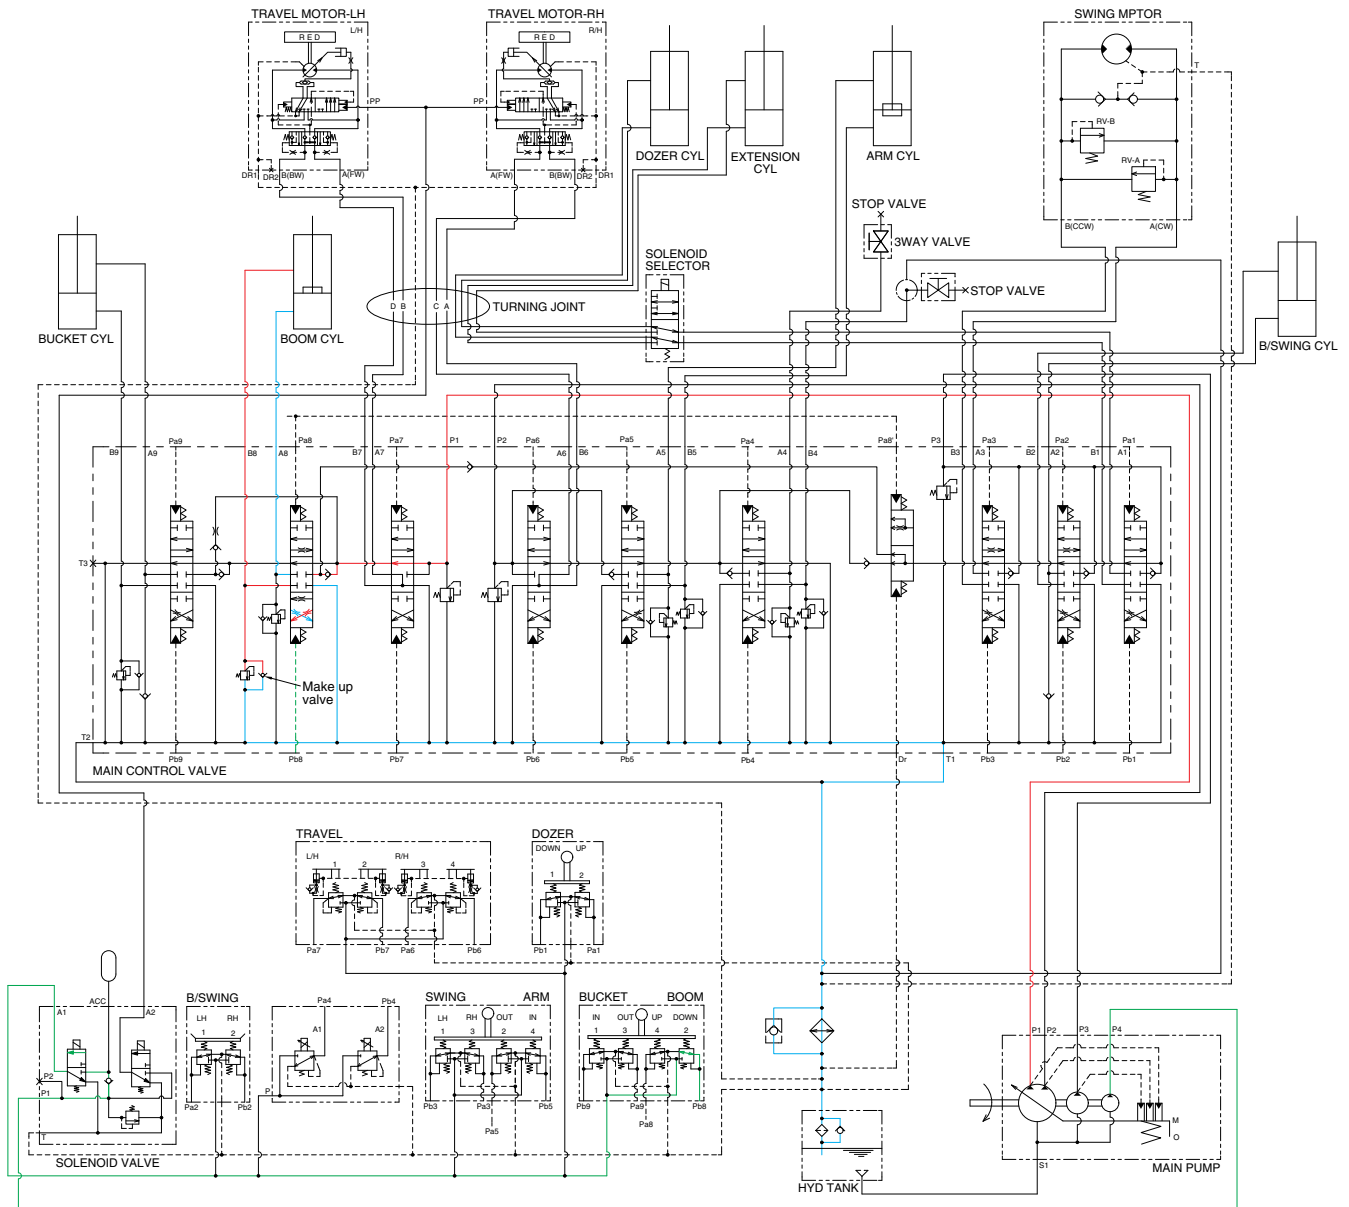 TRAVEL MOTOR-LH
TRAVEL MOTOR-RH
SWING MPTOR
L/H
R/H
R E D
R E D
T
PP
PP
RV-B
RV-A
DOZER CYL
EXTENSION
CYL
ARM CYL
DR1
DR2
B(BW)
A(FW)
A(FW)
B(BW)
DR2
DR1
STOP VALVE
3WAY VALVE
B(CCW)
A(CW)
SOLENOID
SELECTOR
STOP VALVE
D B
C A
TURNING JOINT
BUCKET CYL
BOOM CYL
B/SWING CYL
Pa9
Pa8
Pa7
P1
P2
Pa6
Pa5
Pa4
Pa8'
P3
Pa3
Pa2
Pa1
B9
A9
B8
A8
B7
A7
A6
B6
A5
B5
A4
B4
B3
A3
B2
A2
B1
A1
T3
Make up
valve
T2
Pb9
Pb8
Pb7
Pb6
Pb5
Pb4
Dr
T1
Pb3
Pb2
Pb1
MAIN CONTROL VALVE
TRAVEL
DOZER
L/H
1
2
R/H
3
4
DOWN
UP
1
2
Pa7
Pb7
Pa6
Pb6
Pb1
Pa1
ACC
A1
A2
B/SWING
LH
RH
1
2
Pa4
Pb4
A1
A2
SWING
ARM
LH
RH
OUT
IN
1
3
2
4
BUCKET
BOOM
IN
OUT
UP
DOWN
1
3
4
2
P1
P2
P3
P4
P2
P1
P
T
Pa2
Pb2
Pb3
Pa3
Pa5
Pb5
Pb9
Pa9
Pa8
Pb8
M
O
SOLENOID VALVE
S1
MAIN PUMP
HYD TANK